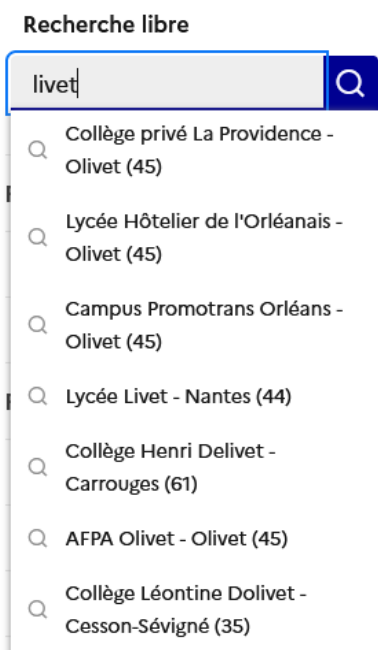 Recherche libre
livet
Collège privé La Providence -
Olivet (45)
Lycée Hôtelier de l'Orléanais -
Olivet (45)
Campus Promotrans Orléans -
Olivet (45)
Lycée Livet - Nantes (44)
Collège Henri Delivet -
Carrouges (61)
AFPA Olivet - Olivet (45)
Collège Léontine Dolivet -
Cesson-Sévigné (35)